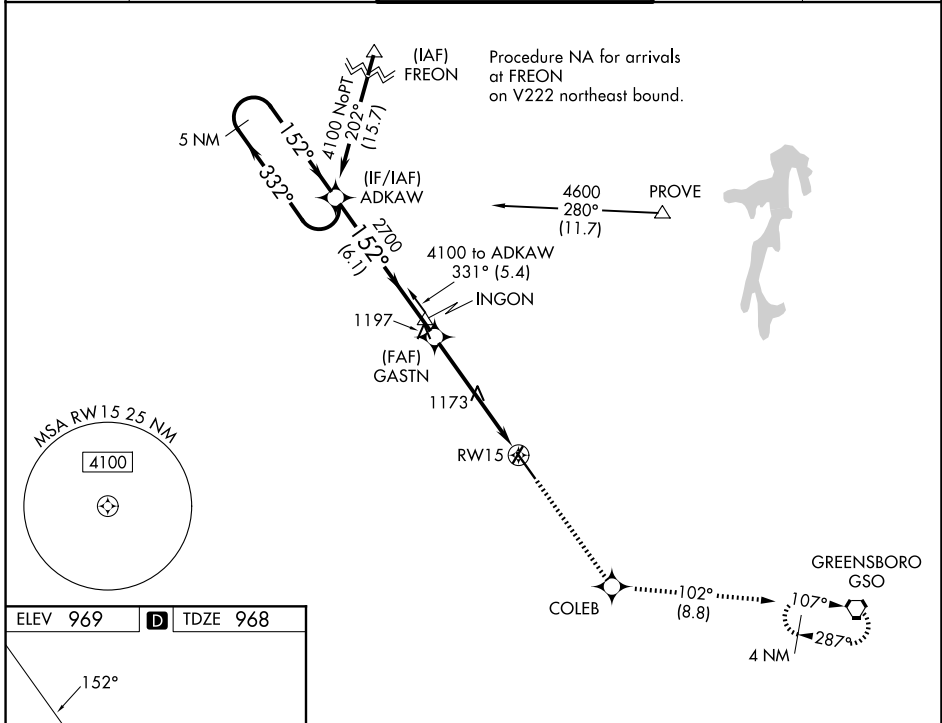 (IAF)
FREON
Procedure NA for arrivals
at FREON
on V222 northeast bound.
4100 NoPT
202°
(15.7)
5 NM
152°
332°
(IF/IAF)
ADKAW
4600
280°
(11.7)
PROVE
2700
152°
(6.1)
4100 to ADKAW
331° (5.4)
INGON
1197
(FAF)
GASTN
1173
RW15
MSA RW15 25 NM
4100
COLEB
102°
(8.8)
GREENSBORO
GSO
107°
287°
4 NM
ELEV 969 D TDZE 968
152°